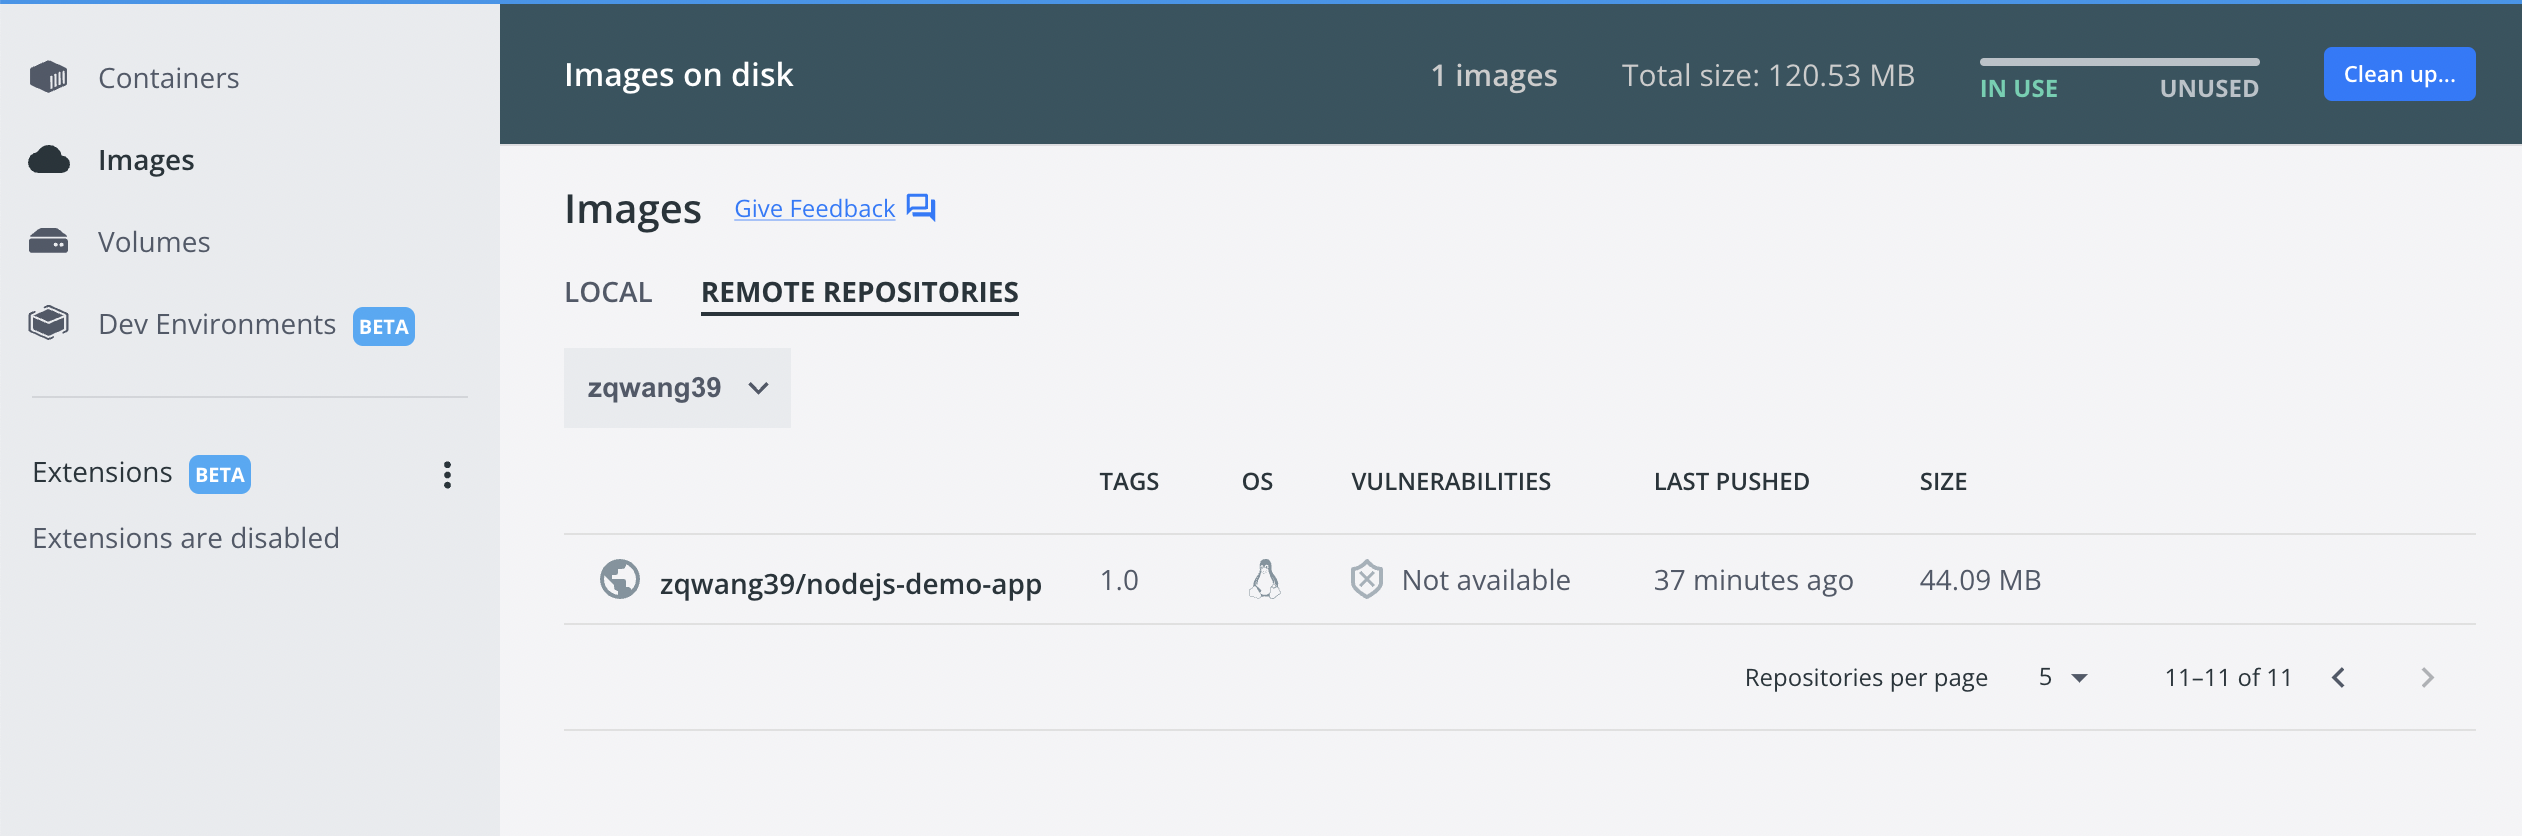 Containers
Images
Volumes
Dev Environments BETA
Extensions BETA
Extensions are disabled
Images on disk
1 images
Total size: 120.53 MB
IN USE
UNUSED
Clean up...
Images Give Feedback
LOCAL REMOTE REPOSITORIES
zqwang39
TAGS OS VULNERABILITIES LAST PUSHED SIZE
zqwang39/nodejs-demo-app 1.0 Not available 37 minutes ago 44.09 MB
Repositories per page 5 11–11 of 11